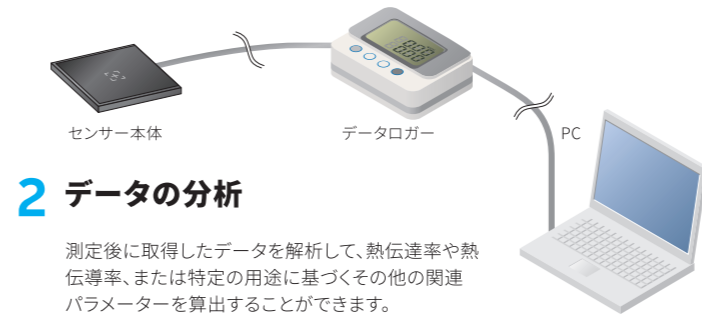 センサー本体
データロガー
PC
2 データの分析
測定後に取得したデータを解析して、熱伝達率や熱
伝導率、または特定の用途に基づくその他の関連
パラメーターを算出することができます。